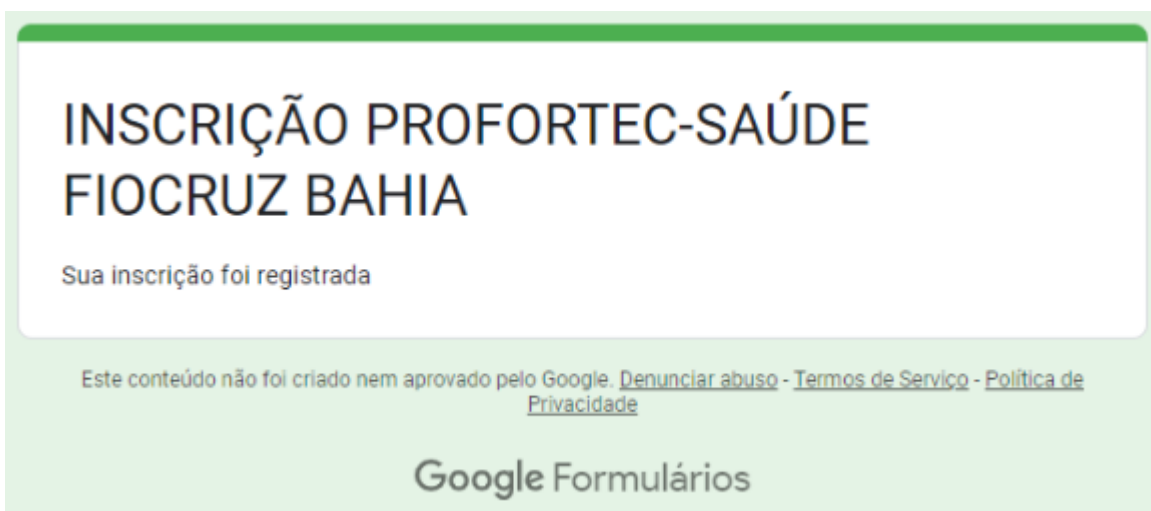 INSCRIÇÃO PROFORTEC-SAÚDE
FIOCRUZ BAHIA
Sua inscrição foi registrada
Este conteúdo não foi criado nem aprovado pelo Google. Denunciar abuso - Termos de Serviço - Política de
Privacidade
Google Formulários